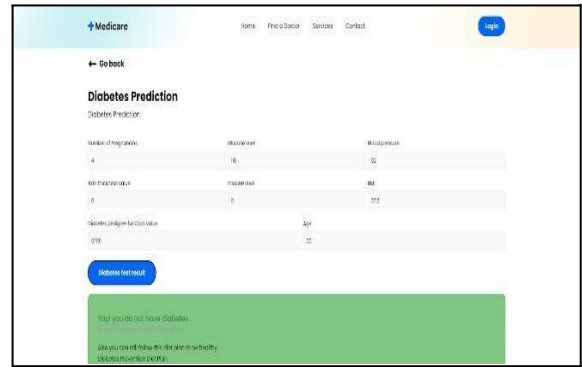 Medicare
Home Find a Doctor Services Contact
Login
Go back
Diabetes Prediction
Diabetes Prediction
Number of Pregnancies Glucose level Blood pressure
4
Skin thickness value Insulin level BMI
0 0
Diabetes pedigree function value Age
Diabetes test result
Yay! you do not have diabetes
Also you can still follow this diet plan to be healthy
Diabetes Prevention Diet Plan